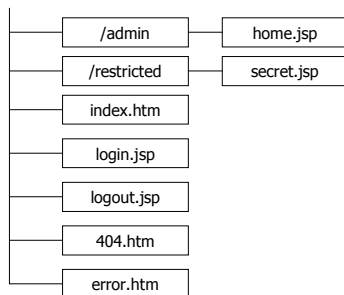 /admin home.jsp
/restricted secret.jsp
index.htm
login.jsp
logout.jsp
404.htm
error.htm